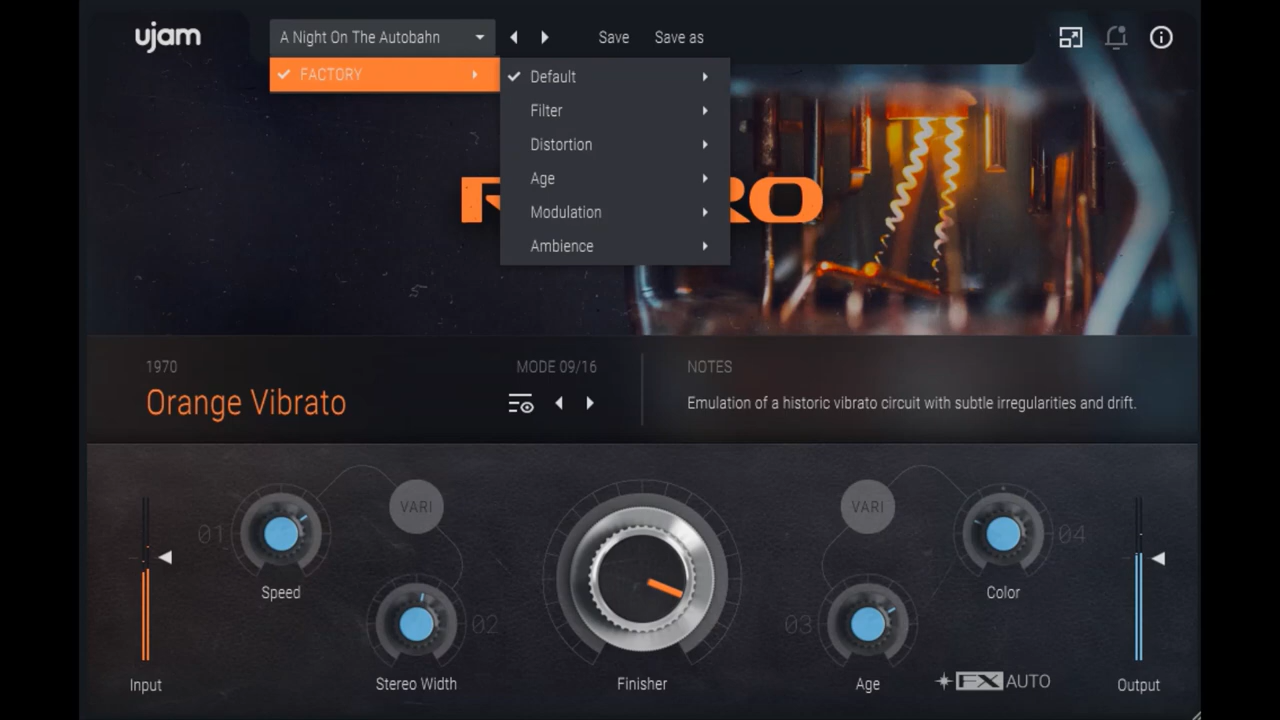 ujam
A Night On The Autobahn
Save
Save as
FACTORY
Default
Filter
Distortion
Age
Modulation
Ambience
1970
Orange Vibrato
MODE 09/16
NOTES
Emulation of a historic vibrato circuit with subtle irregularities and drift.
01
Speed
VARI
02
Stereo Width
Finisher
VARI
03
Age
04
Color
Input
FX AUTO
Output